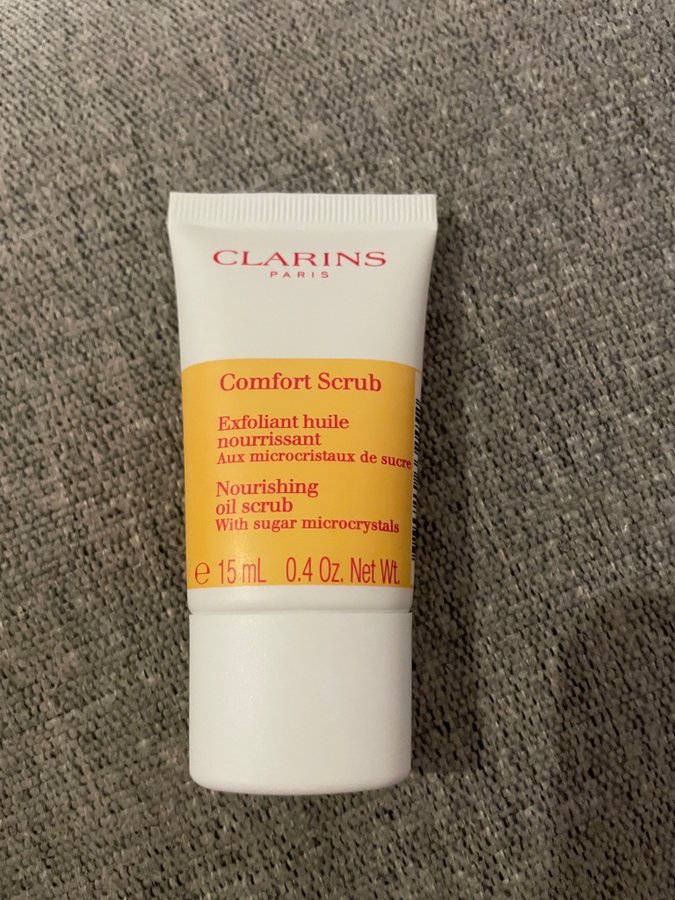 CLARINS
PARIS
Comfort Scrub
Exfoliant huile
nourrissant
Aux microcristaux de sucre
Nourishing
oil scrub
With sugar microcrystals
℮ 15 mL 0.4 Oz. Net Wt.